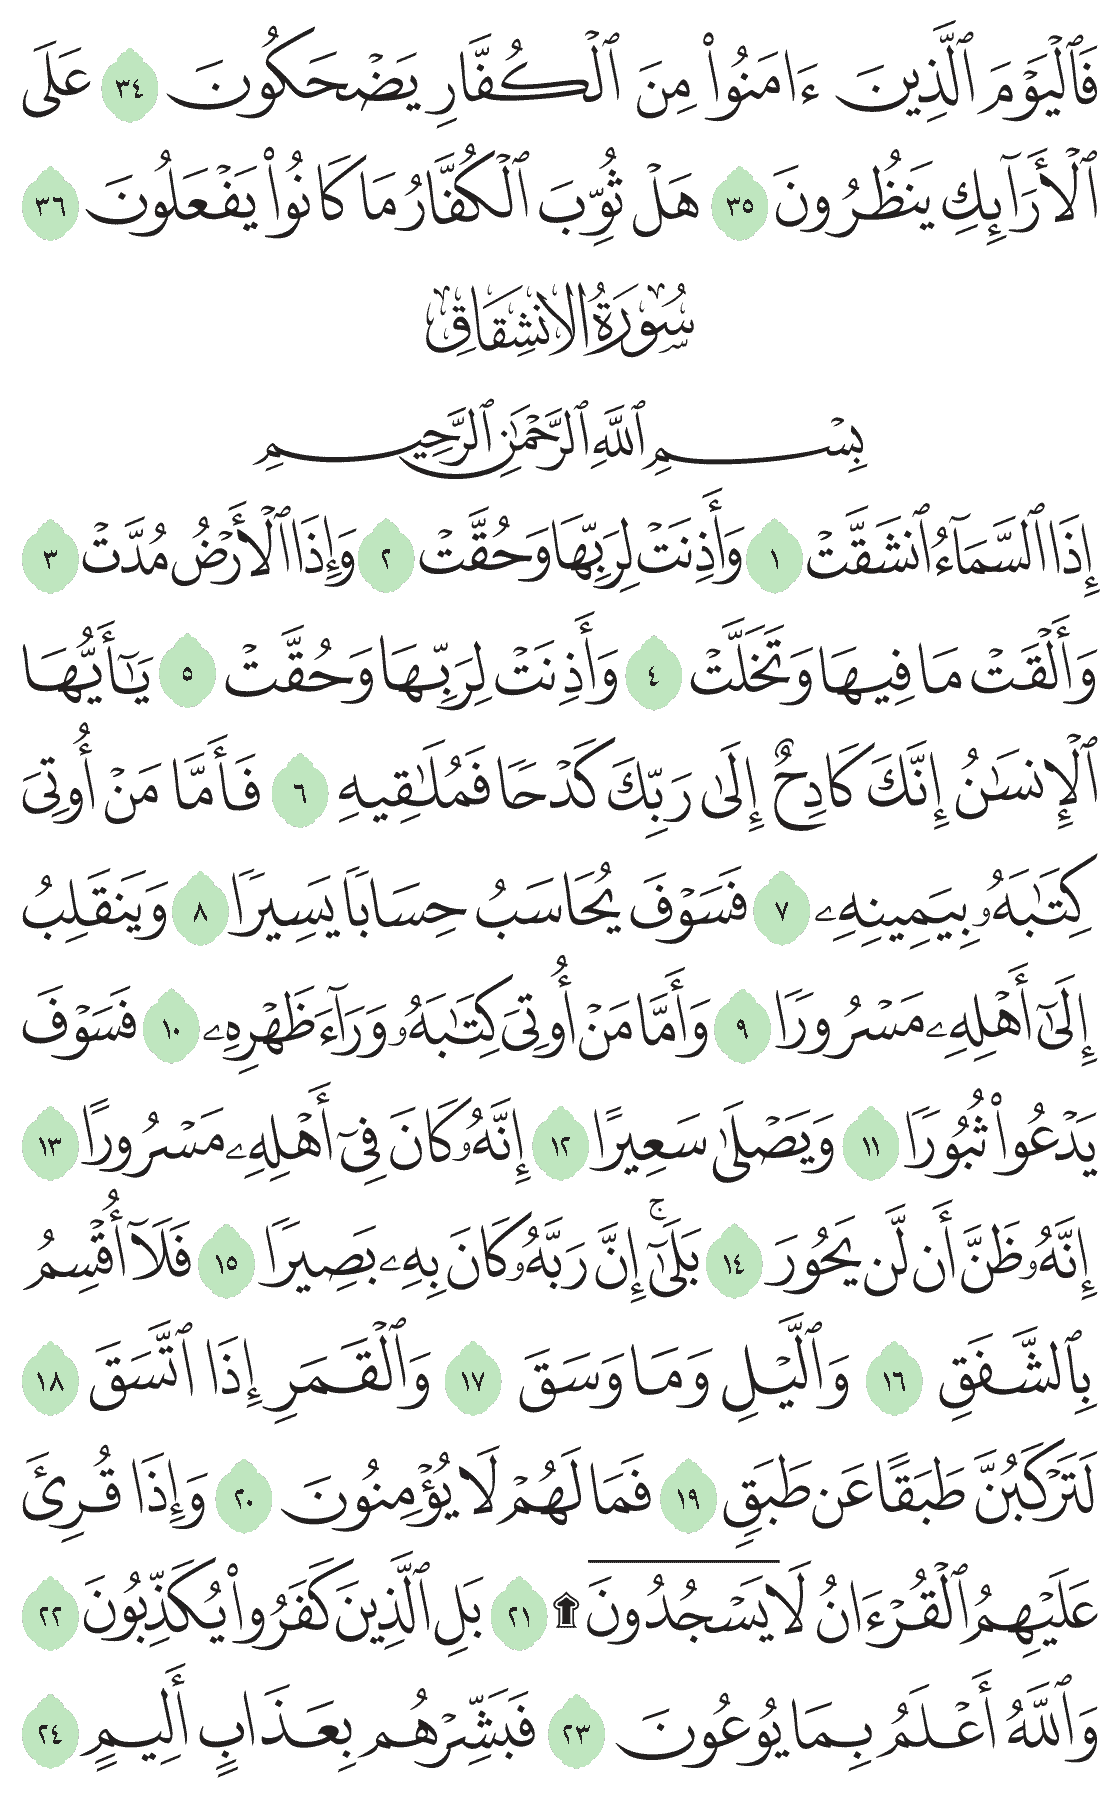 فَٱلْيَوْمَ ٱلَّذِينَ ءَامَنُوا۟ مِنَ ٱلْكُفَّارِ يَضْحَكُونَ ٣٤ عَلَى
ٱلْأَرَآئِكِ يَنظُرُونَ ٣٥ هَلْ ثُوِّبَ ٱلْكُفَّارُ مَا كَانُوا۟ يَفْعَلُونَ ٣٦
سُورَةُ الانشِقَاقِ
بِسْمِ ٱللَّهِ ٱلرَّحْمَٰنِ ٱلرَّحِيمِ
إِذَا ٱلسَّمَآءُ ٱنشَقَّتْ ١ وَأَذِنَتْ لِرَبِّهَا وَحُقَّتْ ٢ وَإِذَا ٱلْأَرْضُ مُدَّتْ ٣
وَأَلْقَتْ مَا فِيهَا وَتَخَلَّتْ ٤ وَأَذِنَتْ لِرَبِّهَا وَحُقَّتْ ٥ يَٰٓأَيُّهَا
ٱلْإِنسَٰنُ إِنَّكَ كَادِحٌ إِلَىٰ رَبِّكَ كَدْحًا فَمُلَٰقِيهِ ٦ فَأَمَّا مَنْ أُوتِىَ
كِتَٰبَهُۥ بِيَمِينِهِۦ ٧ فَسَوْفَ يُحَاسَبُ حِسَابًا يَسِيرًا ٨ وَيَنقَلِبُ
إِلَىٰٓ أَهْلِهِۦ مَسْرُورًا ٩ وَأَمَّا مَنْ أُوتِىَ كِتَٰبَهُۥ وَرَآءَ ظَهْرِهِۦ ١٠ فَسَوْفَ
يَدْعُوا۟ ثُبُورًا ١١ وَيَصْلَىٰ سَعِيرًا ١٢ إِنَّهُۥ كَانَ فِىٓ أَهْلِهِۦ مَسْرُورًا ١٣
إِنَّهُۥ ظَنَّ أَن لَّن يَحُورَ ١٤ بَلَىٰٓۚ إِنَّ رَبَّهُۥ كَانَ بِهِۦ بَصِيرًا ١٥ فَلَآ أُقْسِمُ
بِٱلشَّفَقِ ١٦ وَٱلَّيْلِ وَمَا وَسَقَ ١٧ وَٱلْقَمَرِ إِذَا ٱتَّسَقَ ١٨
لَتَرْكَبُنَّ طَبَقًا عَن طَبَقٍ ١٩ فَمَا لَهُمْ لَا يُؤْمِنُونَ ٢٠ وَإِذَا قُرِئَ
عَلَيْهِمُ ٱلْقُرْءَانُ لَا يَسْجُدُونَ ۩ ٢١ بَلِ ٱلَّذِينَ كَفَرُوا۟ يُكَذِّبُونَ ٢٢
وَٱللَّهُ أَعْلَمُ بِمَا يُوعُونَ ٢٣ فَبَشِّرْهُم بِعَذَابٍ أَلِيمٍ ٢٤